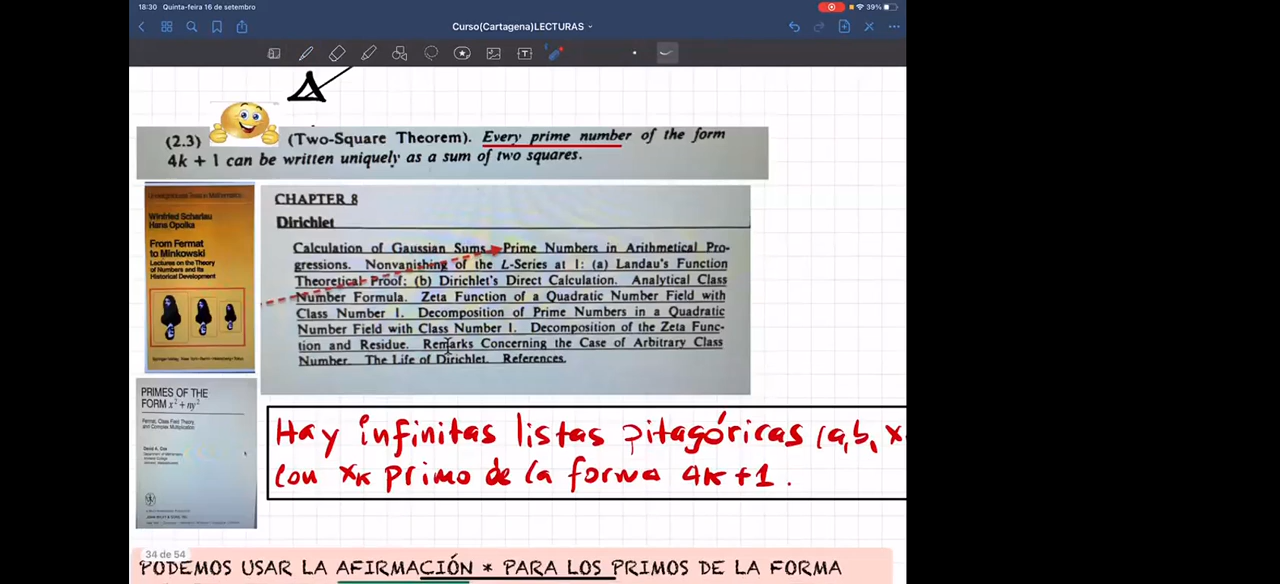 18:30 Quinta-feira 16 de setembro
39%
Curso(Cartagena)LECTURAS
(2.3) (Two-Square Theorem). Every prime number of the form
4k + 1 can be written uniquely as a sum of two squares.
Undergraduate Texts in Mathematics
Winfried Scharlau
Hans Opolka
From Fermat
to Minkowski
Lectures on the Theory
of Numbers and Its
Historical Development
CHAPTER 8
Dirichlet
Calculation of Gaussian Sums. Prime Numbers in Arithmetical Pro-
gressions. Nonvanishing of the L-Series at 1: (a) Landau's Function
Theoretical Proof; (b) Dirichlet's Direct Calculation. Analytical Class
Number Formula. Zeta Function of a Quadratic Number Field with
Class Number 1. Decomposition of Prime Numbers in a Quadratic
Number Field with Class Number 1. Decomposition of the Zeta Func-
tion and Residue. Remarks Concerning the Case of Arbitrary Class
Number. The Life of Dirichlet. References.
PRIMES OF THE
FORM x² + ny²
Fermat, Class Field Theory
and Complex Multiplication
David A. Cox
Hay infinitas listas pitagóricas (a, b, x
con xₖ primo de la forma 4k+1.
34 de 54
PODEMOS USAR LA AFIRMACIÓN * PARA LOS PRIMOS DE LA FORMA